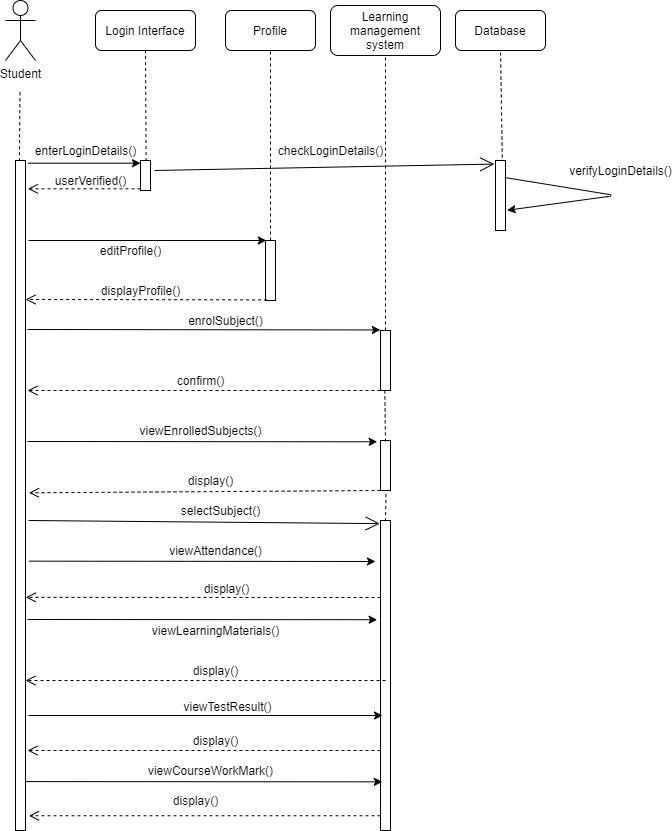 Student
Login Interface
Profile
Learning
management
system
Database
enterLoginDetails()
checkLoginDetails()
verifyLoginDetails()
userVerified()
editProfile()
displayProfile()
enrolSubject()
confirm()
viewEnrolledSubjects()
display()
selectSubject()
viewAttendance()
display()
viewLearningMaterials()
display()
viewTestResult()
display()
viewCourseWorkMark()
display()